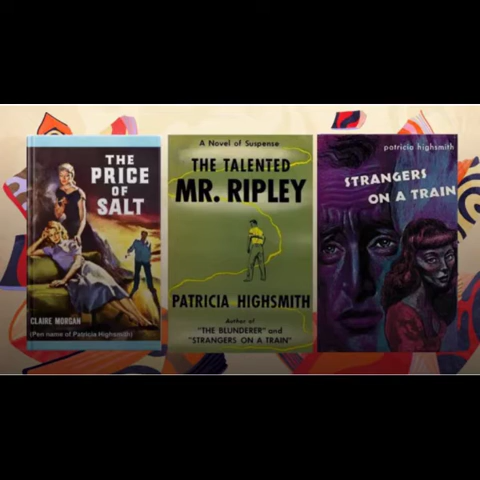 THE
PRICE
OF
SALT
CLAIRE MORGAN
(Pen name of Patricia Highsmith)
A Novel of Suspense
THE TALENTED
MR. RIPLEY
PATRICIA HIGHSMITH
Author of
"THE BLUNDERER" and
"STRANGERS ON A TRAIN"
patricia highsmith
STRANGERS
ON A TRAIN